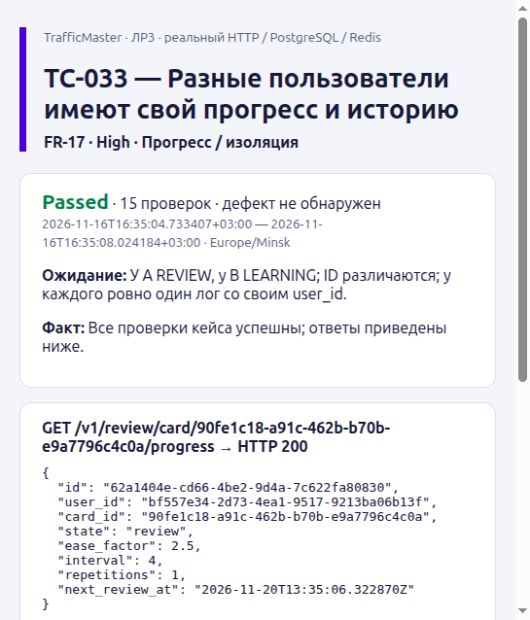 TrafficMaster · ЛР3 · реальный HTTP / PostgreSQL / Redis
TC-033 — Разные пользователи
имеют свой прогресс и историю
FR-17 · High · Прогресс / изоляция
Passed · 15 проверок · дефект не обнаружен
2026-11-16T16:35:04.733407+03:00 — 2026-11-
16T16:35:08.024184+03:00 · Europe/Minsk
Ожидание: У A REVIEW, у B LEARNING; ID различаются; у
каждого ровно один лог со своим user_id.
Факт: Все проверки кейса успешны; ответы приведены
ниже.
GET /v1/review/card/90fe1c18-a91c-462b-b70b-
e9a7796c4c0a/progress → HTTP 200
{
  "id": "62a1404e-cd66-4be2-9d4a-7c622fa80830",
  "user_id": "bf557e34-2d73-4ea1-9517-9213ba06b13f",
  "card_id": "90fe1c18-a91c-462b-b70b-e9a7796c4c0a",
  "state": "review",
  "ease_factor": 2.5,
  "interval": 4,
  "repetitions": 1,
  "next_review_at": "2026-11-20T13:35:06.322870Z"
}